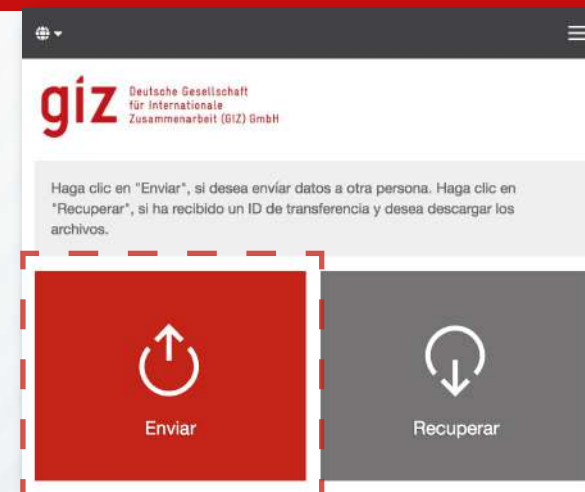 giz
Deutsche Gesellschaft
für Internationale
Zusammenarbeit (GIZ) GmbH
Haga clic en "Enviar", si desea envíar datos a otra persona. Haga clic en
"Recuperar", si ha recibido un ID de transferencia y desea descargar los
archivos.
Enviar
Recuperar